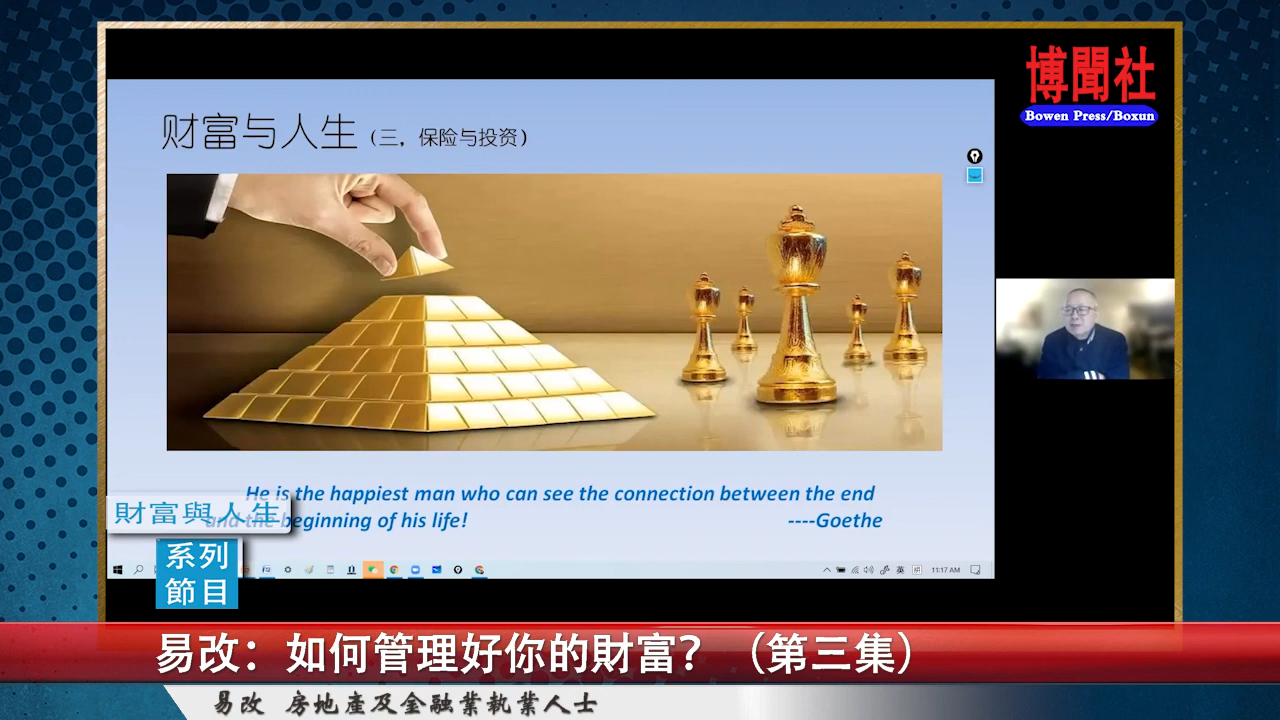 博聞社
Bowen Press/Boxun
财富与人生（三，保险与投资）
He is the happiest man who can see the connection between the end
and the beginning of his life!
----Goethe
財富與人生
系列
節目
英
拼
11:17 AM
易改：如何管理好你的財富？（第三集）
易改 房地產及金融業執業人士